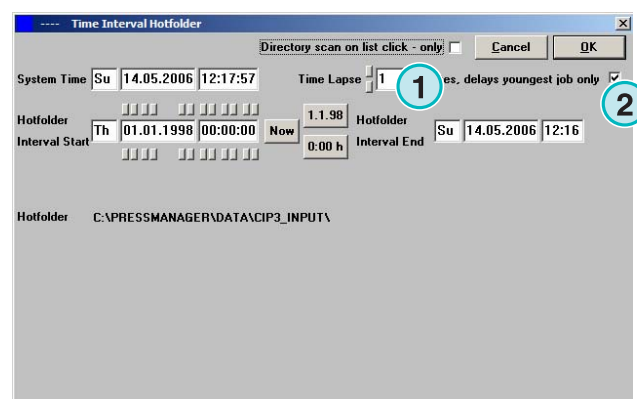 ---- Time Interval Hotfolder
Directory scan on list click - only Cancel OK
System Time Su 14.05.2006 12:17:57 Time Lapse 1 es, delays youngest job only
1 2
Hotfolder Interval Start Th 01.01.1998 00:00:00 Now 1.1.98 0:00 h Hotfolder Interval End Su 14.05.2006 12:16
Hotfolder C:\PRESSMANAGER\DATA\CIP3_INPUT\